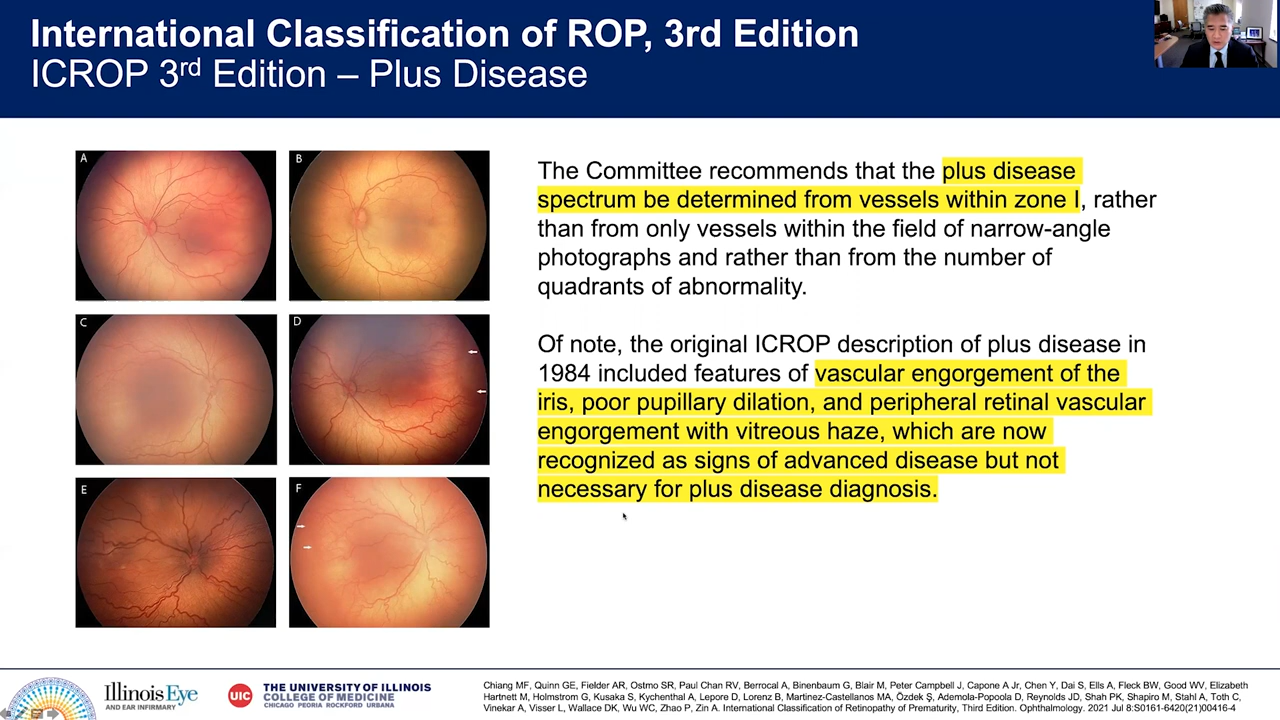 International Classification of ROP, 3rd Edition
ICROP 3rd Edition – Plus Disease
A
B
C
D
E
F
The Committee recommends that the plus disease
spectrum be determined from vessels within zone I, rather
than from only vessels within the field of narrow-angle
photographs and rather than from the number of
quadrants of abnormality.
Of note, the original ICROP description of plus disease in
1984 included features of vascular engorgement of the
iris, poor pupillary dilation, and peripheral retinal vascular
engorgement with vitreous haze, which are now
recognized as signs of advanced disease but not
necessary for plus disease diagnosis.
Illinois Eye
AND EAR INFIRMARY
UIC
THE UNIVERSITY OF ILLINOIS
COLLEGE OF MEDICINE
CHICAGO PEORIA ROCKFORD URBANA
Chiang MF, Quinn GE, Fielder AR, Ostmo SR, Paul Chan RV, Berrocal A, Binenbaum G, Blair M, Peter Campbell J, Capone A Jr, Chen Y, Dai S, Ells A, Fleck BW, Good WV, Elizabeth
Hartnett M, Holmstrom G, Kusaka S, Kychenthal A, Lepore D, Lorenz B, Martinez-Castellanos MA, Özdek Ş, Ademola-Popoola D, Reynolds JD, Shah PK, Shapiro M, Stahl A, Toth C,
Vinekar A, Visser L, Wallace DK, Wu WC, Zhao P, Zin A. International Classification of Retinopathy of Prematurity, Third Edition. Ophthalmology. 2021 Jul 8:S0161-6420(21)00416-4